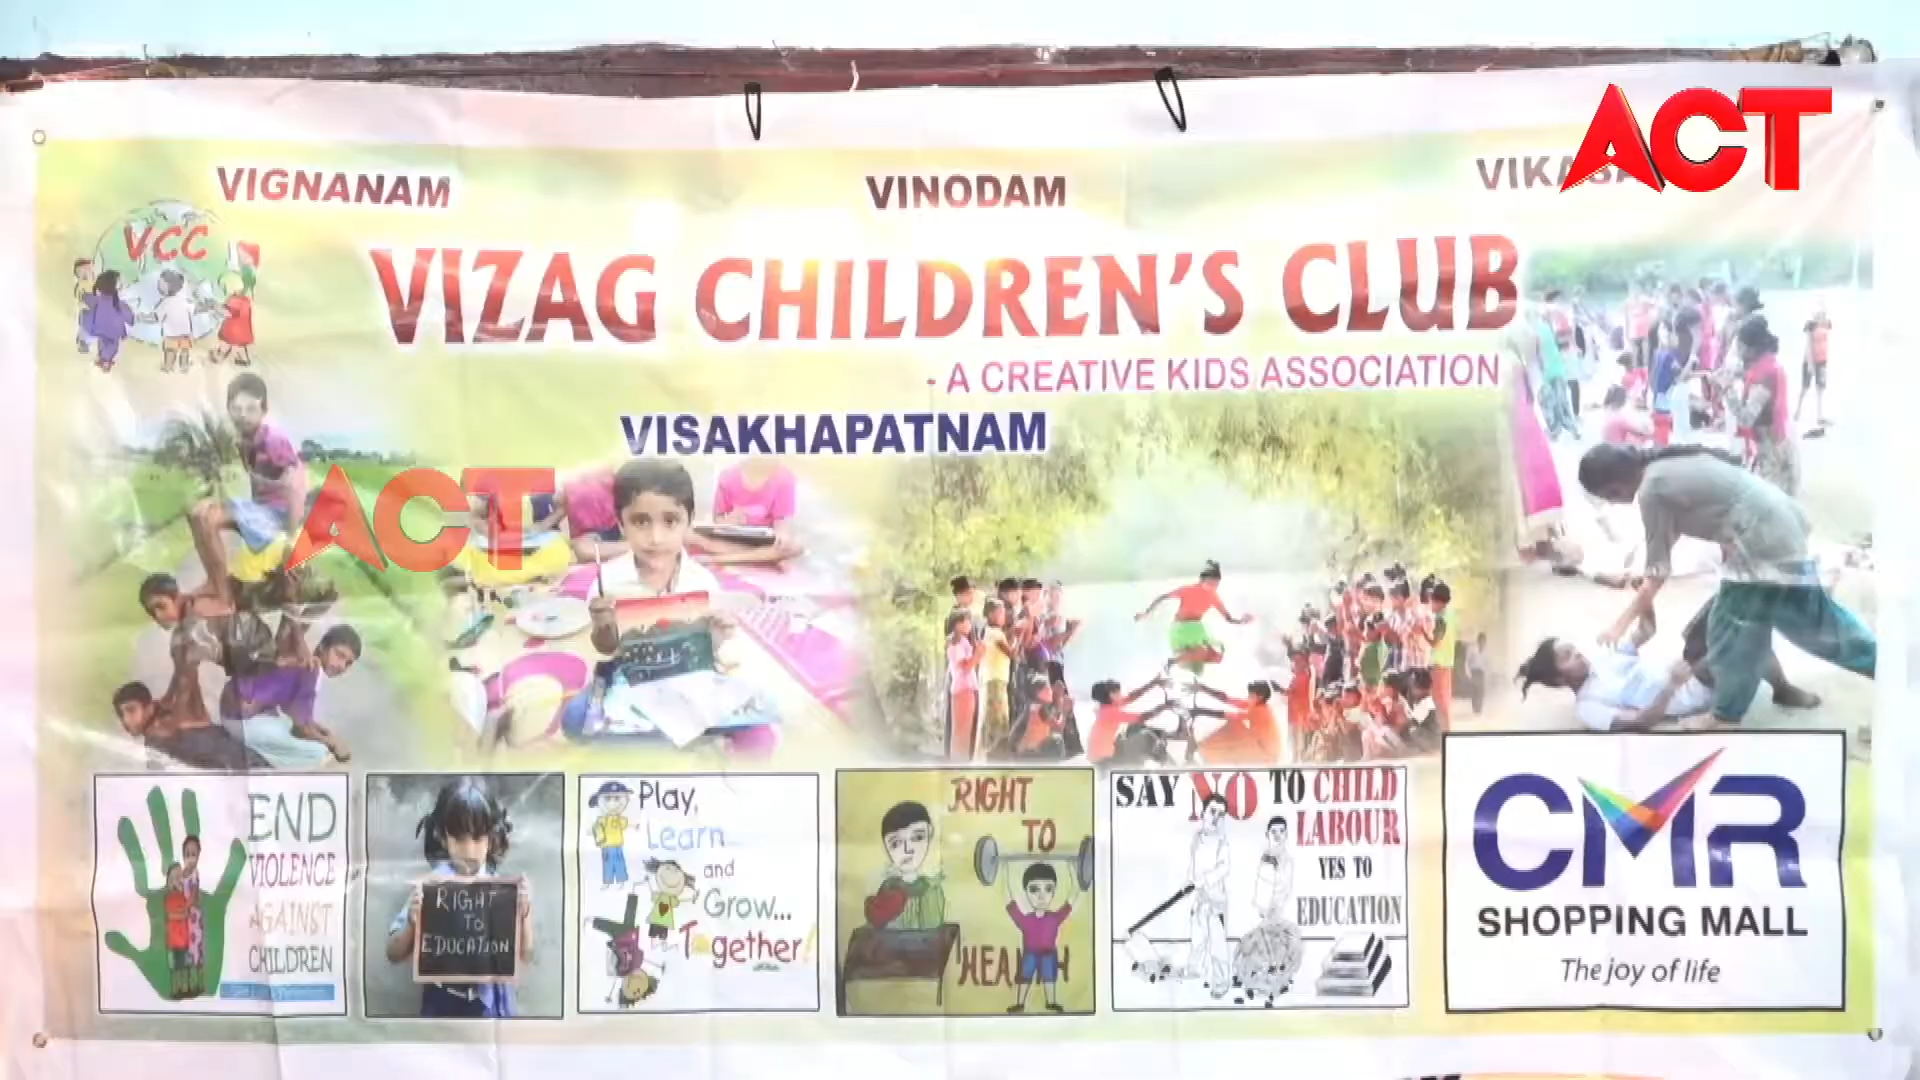 ACT
VIGNANAM
VINODAM
VCC
VIZAG CHILDREN'S CLUB
- A CREATIVE KIDS ASSOCIATION
VISAKHAPATNAM
ACT
END
VIOLENCE
AGAINST
CHILDREN
RIGHT
TO
EDUCATION
Play,
Learn
and
Grow...
Together!
RIGHT
TO
HEALTH
SAY NO TO CHILD
LABOUR
YES TO
EDUCATION
CMR
SHOPPING MALL
The joy of life